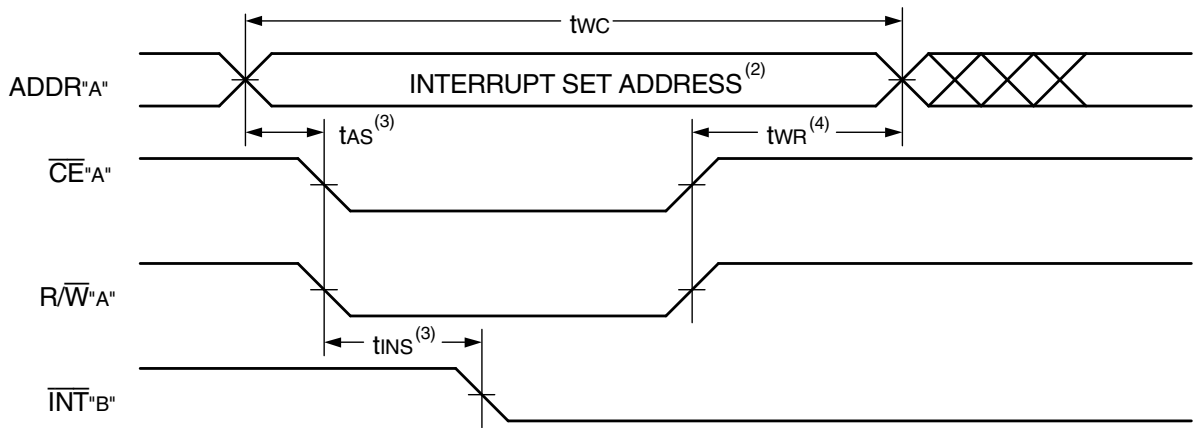 tWC
ADDR"A"
INTERRUPT SET ADDRESS(2)
tAS(3)
tWR(4)
CE"A"
R/W"A"
tINS(3)
INT"B"